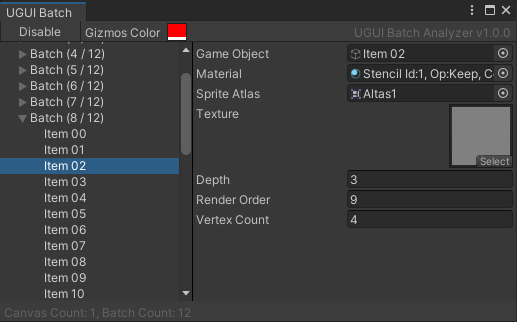 UGUI Batch
Disable Gizmos Color UGUI Batch Analyzer v1.0.0
Batch (4 / 12)
Batch (5 / 12)
Batch (6 / 12)
Batch (7 / 12)
Batch (8 / 12)
Item 00
Item 01
Item 02
Item 03
Item 04
Item 05
Item 06
Item 07
Item 08
Item 09
Item 10
Game Object Item 02
Material Stencil Id:1, Op:Keep, C
Sprite Atlas Altas1
Texture
Select
Depth 3
Render Order 9
Vertex Count 4
Canvas Count: 1, Batch Count: 12